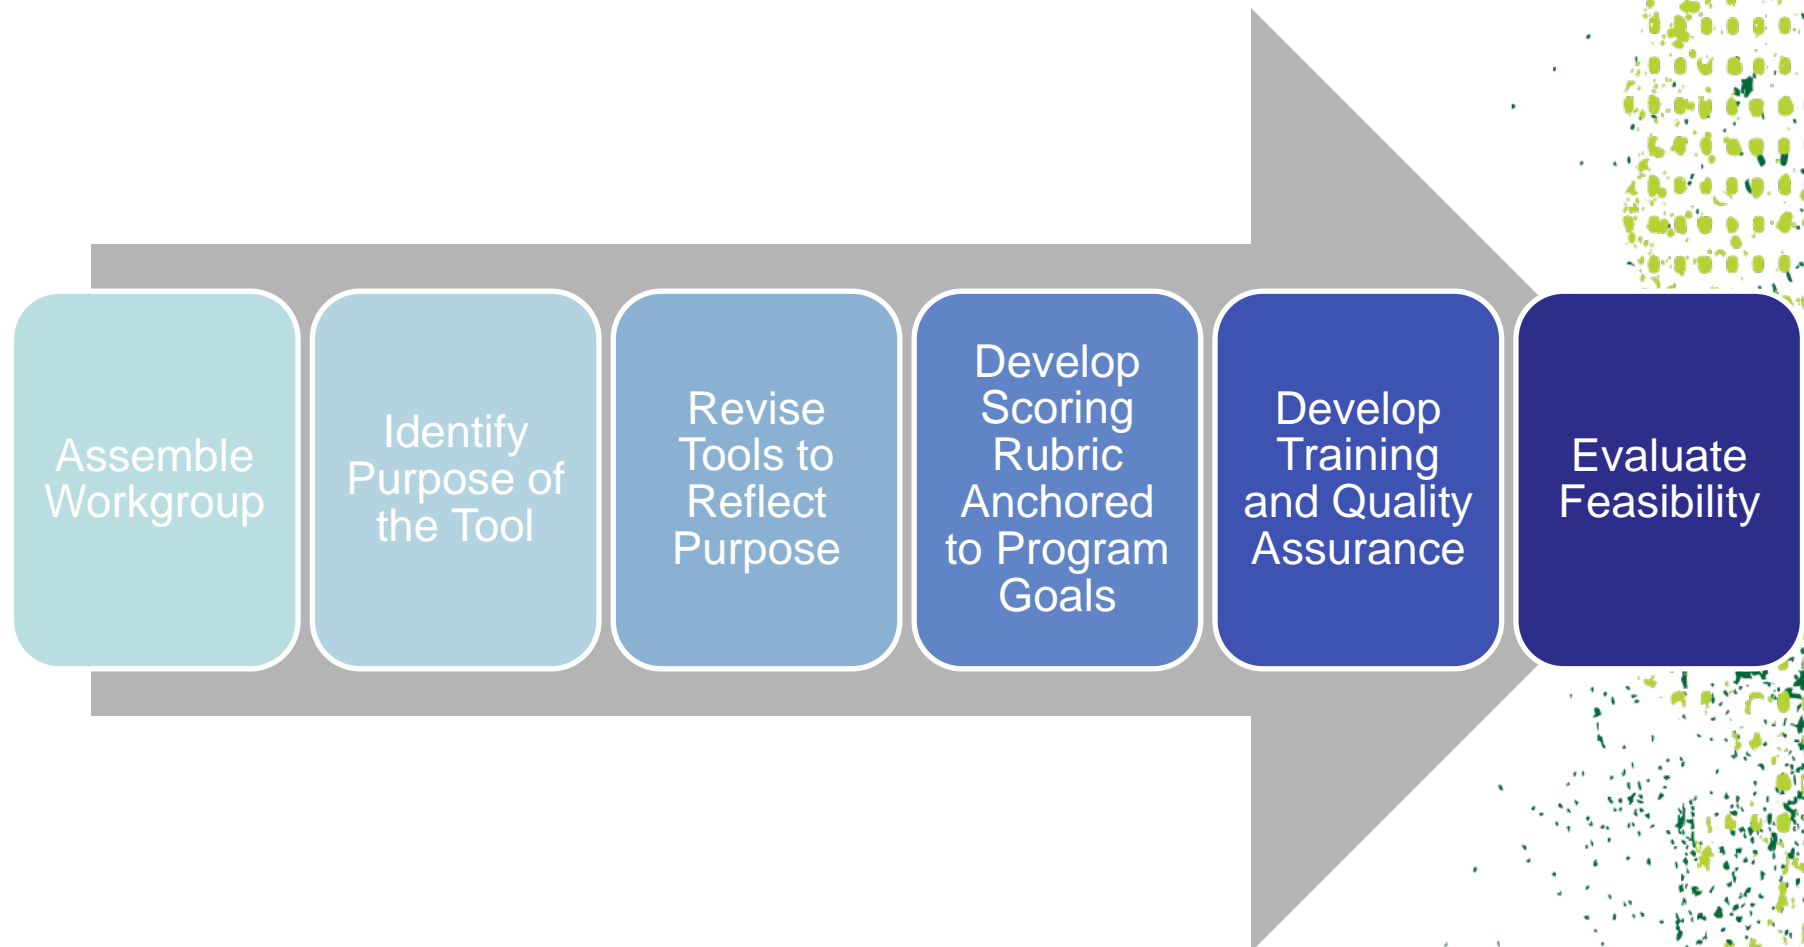 Assemble
Workgroup
Identify
Purpose of
the Tool
Revise
Tools to
Reflect
Purpose
Develop
Scoring
Rubric
Anchored
to Program
Goals
Develop
Training
and Quality
Assurance
Evaluate
Feasibility